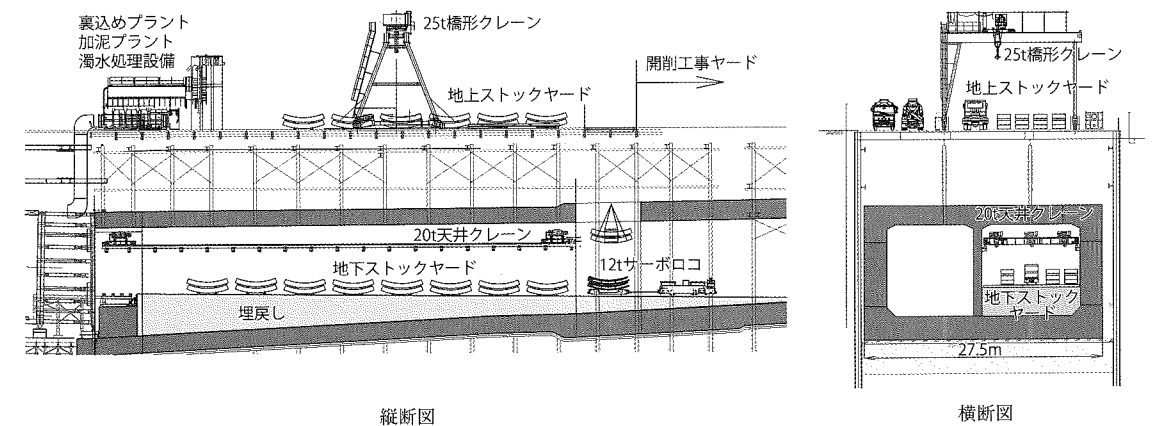 裏込めプラント
加泥プラント
濁水処理設備
25t橋形クレーン
地上ストックヤード
開削工事ヤード
20t天井クレーン
地下ストックヤード
12tサーボロコ
埋戻し
縦断図
25t橋形クレーン
地上ストックヤード
20t天井クレーン
地下ストック
ヤード
27.5m
横断図